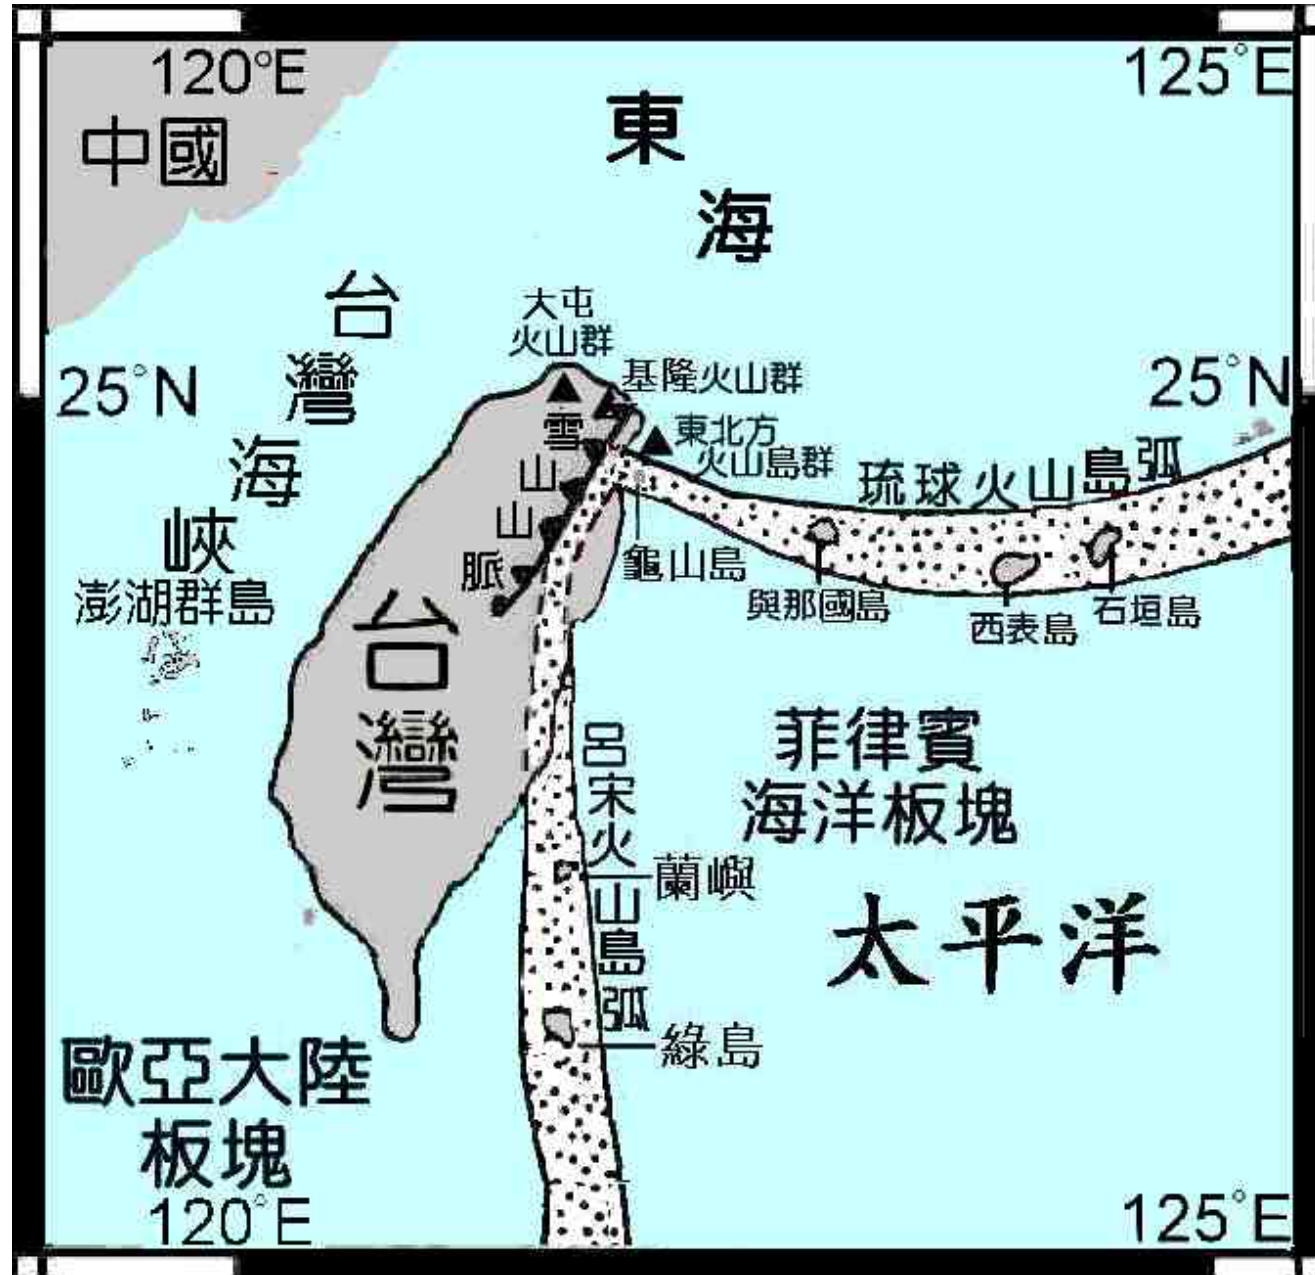 120°E
125°E
中國
東海
台灣海峽
大屯
火山群
基隆火山群
25°N
25°N
東北方
火山島群
雪山山脈
琉球火山島弧
龜山島
澎湖群島
與那國島
西表島
石垣島
台灣
呂宋火山島弧
菲律賓
海洋板塊
蘭嶼
太平洋
綠島
歐亞大陸
板塊
120°E
125°E